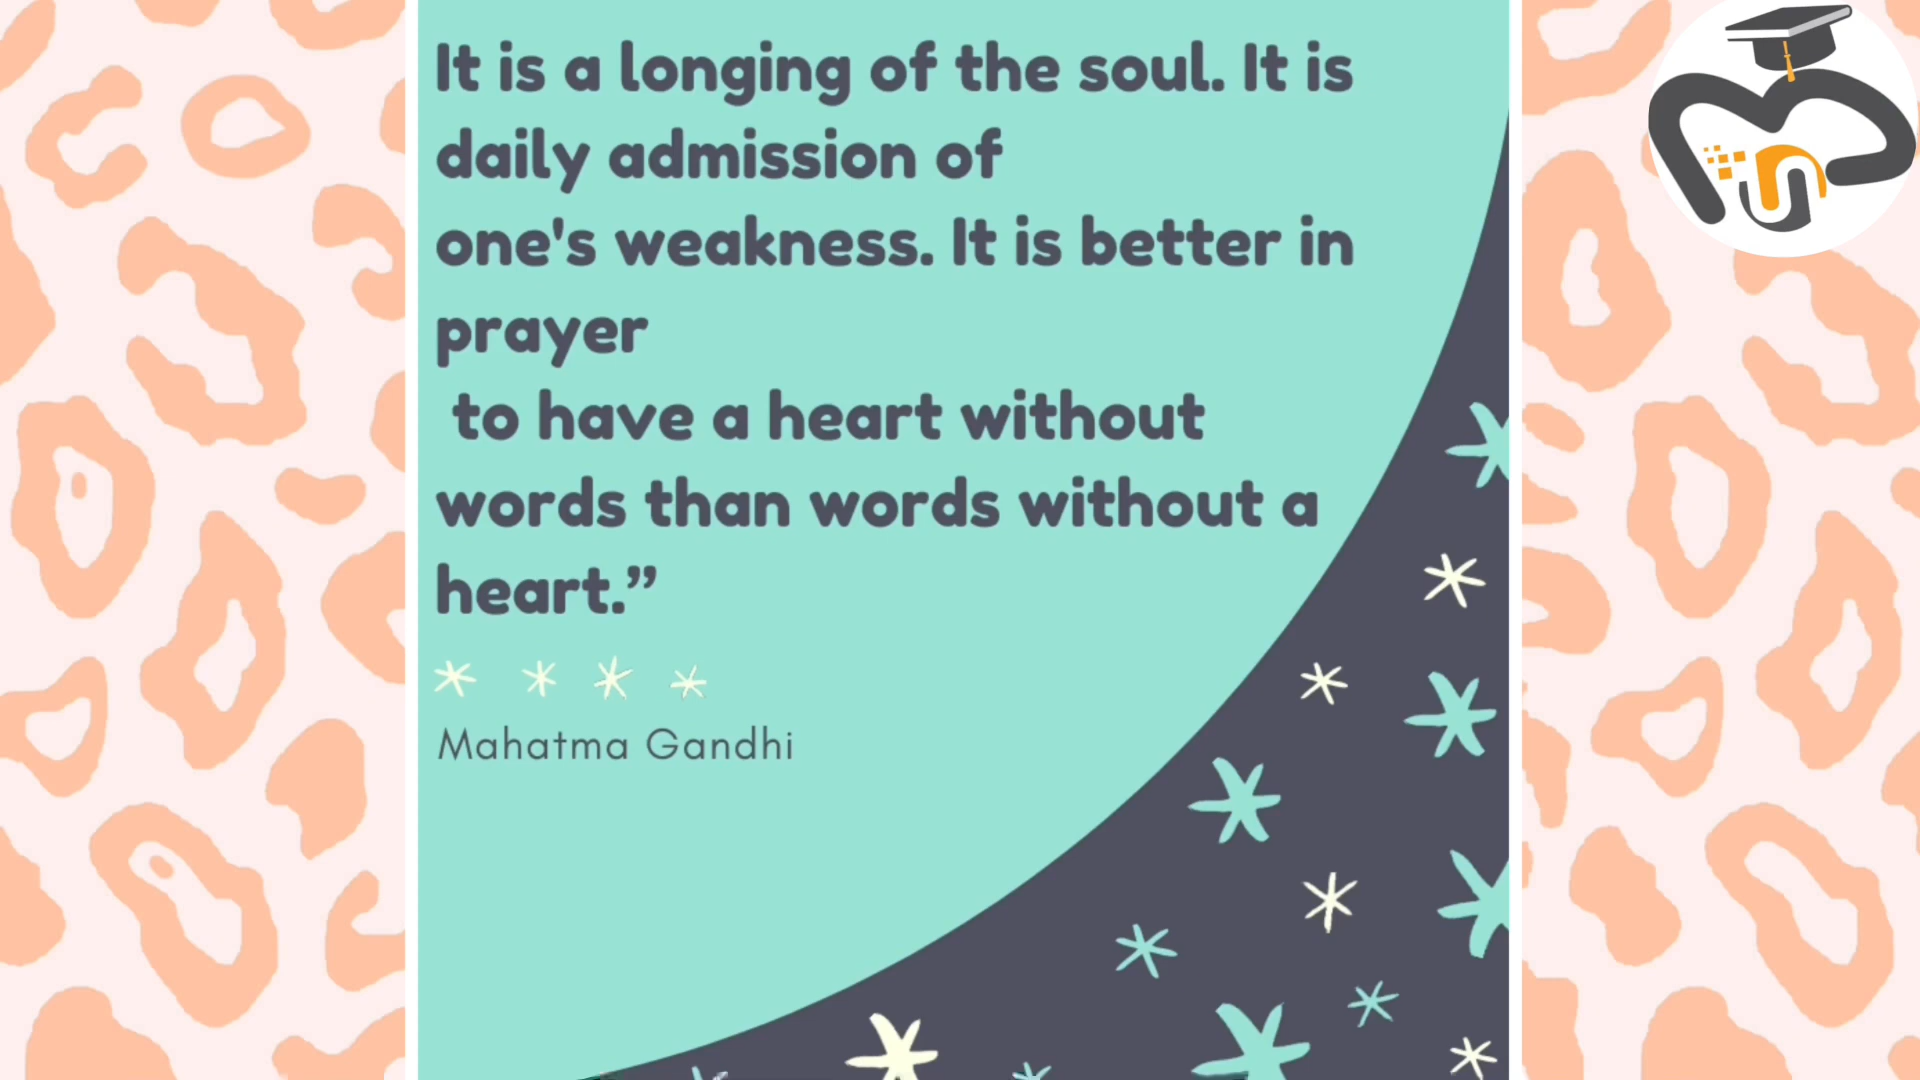 It is a longing of the soul. It is
daily admission of
one's weakness. It is better in
prayer
to have a heart without
words than words without a
heart.”
Mahatma Gandhi